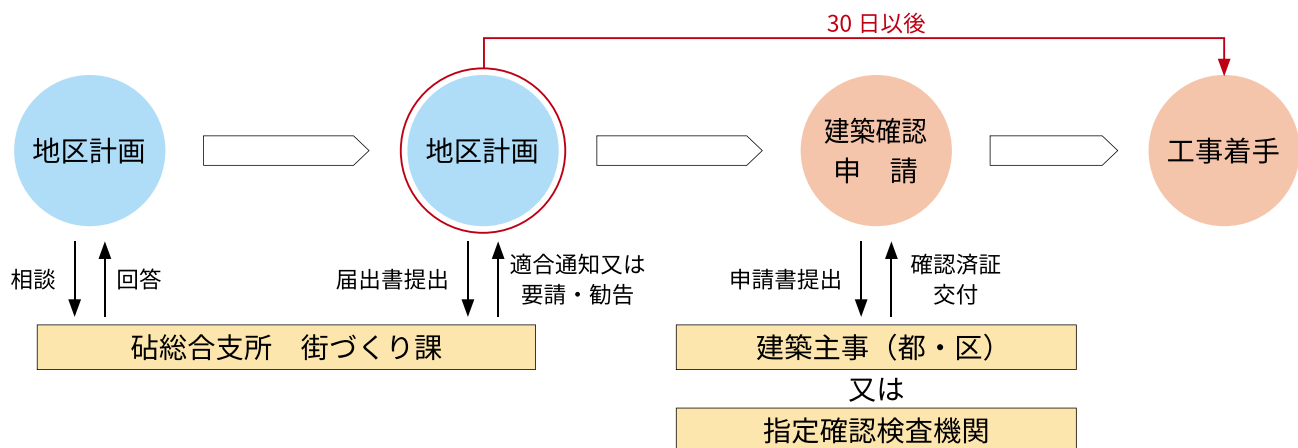 30 日以後
地区計画
地区計画
建築確認
申　請
工事着手
相談
回答
届出書提出
適合通知又は
要請・勧告
申請書提出
確認済証
交付
砧総合支所　街づくり課
建築主事（都・区）
又は
指定確認検査機関